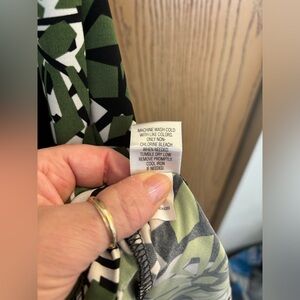 MACHINE WASH COLD
WITH LIKE COLORS.
ONLY NON-
CHLORINE BLEACH
WHEN NEEDED.
TUMBLE DRY LOW
REMOVE PROMPTLY
COOL IRON
IF NEEDED